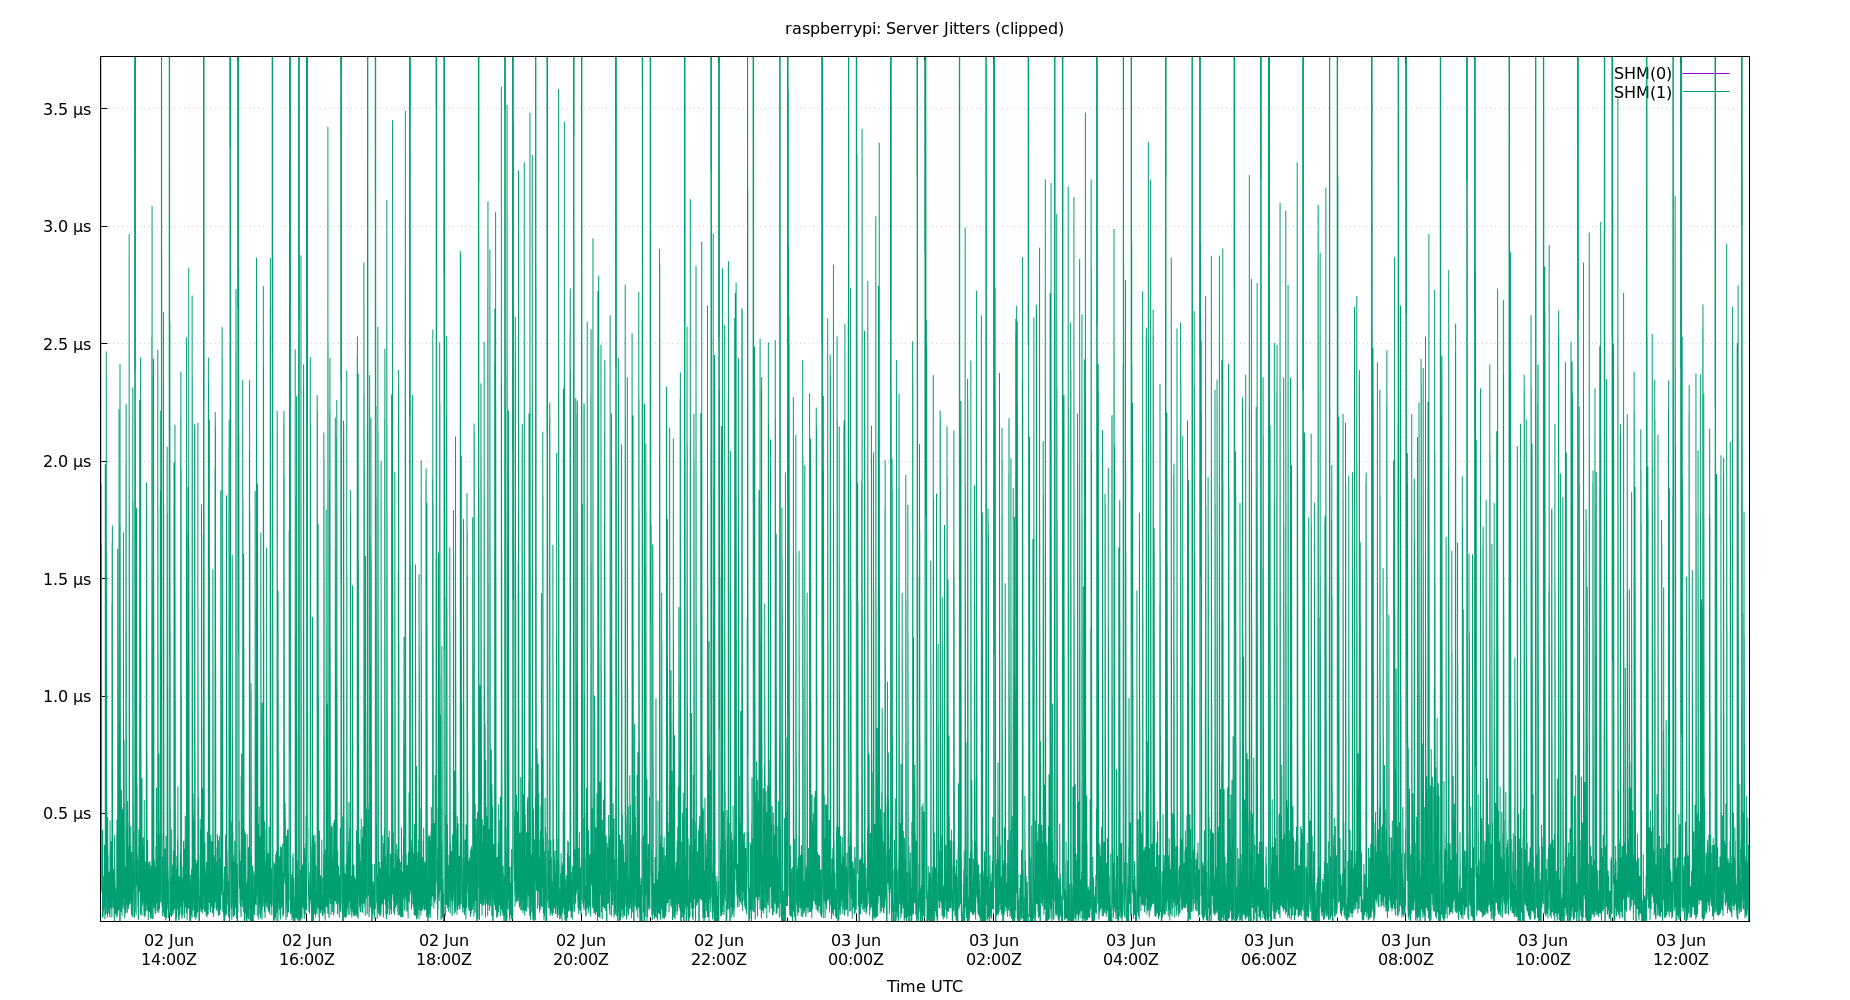 raspberrypi: Server Jitters (clipped)
SHM(0)
SHM(1)
3.5 µs
3.0 µs
2.5 µs
2.0 µs
1.5 µs
1.0 µs
0.5 µs
02 Jun 02 Jun 02 Jun 02 Jun 02 Jun 03 Jun 03 Jun 03 Jun 03 Jun 03 Jun 03 Jun 03 Jun
14:00Z 16:00Z 18:00Z 20:00Z 22:00Z 00:00Z 02:00Z 04:00Z 06:00Z 08:00Z 10:00Z 12:00Z
Time UTC